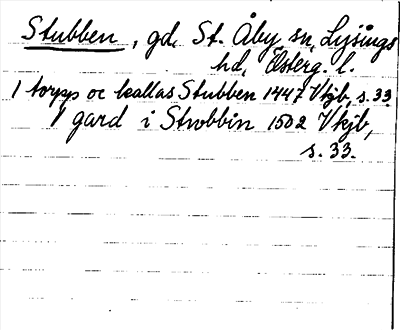 Stubben, gd. St. Åby sn, Lysings
hd, Österg. l.
1 torpp oc kallas Stubben 1447 Vkjb, s. 33.
1 gard i Strobbin 1502 Vkjb,
s. 33.